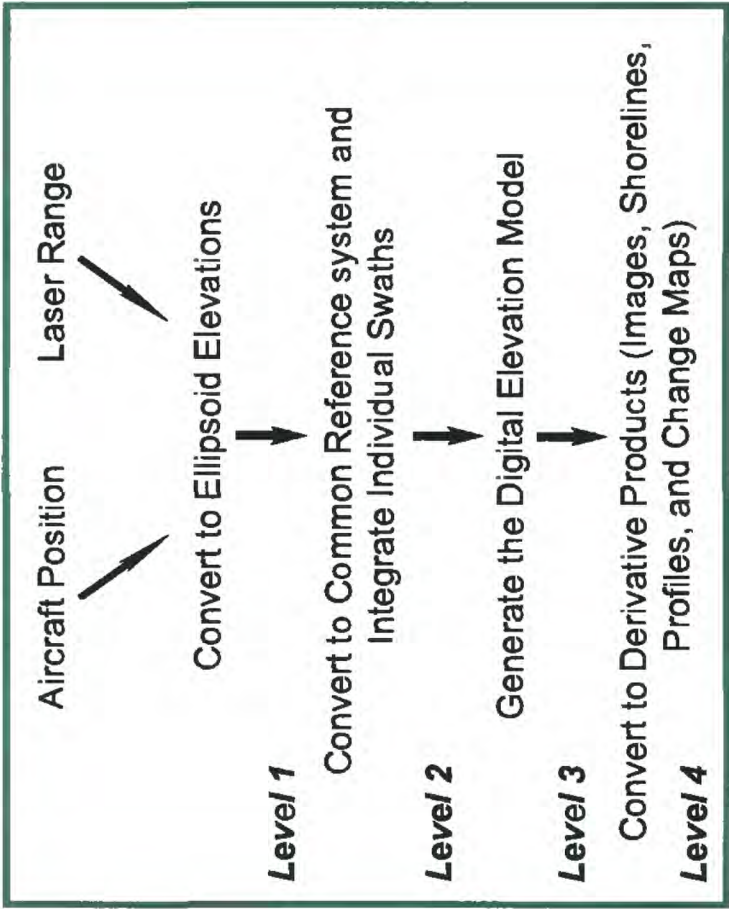 Aircraft Position Laser Range
Convert to Ellipsoid Elevations
Level 1
Convert to Common Reference system and
Integrate Individual Swaths
Level 2
Generate the Digital Elevation Model
Level 3
Convert to Derivative Products (Images, Shorelines,
Profiles, and Change Maps)
Level 4